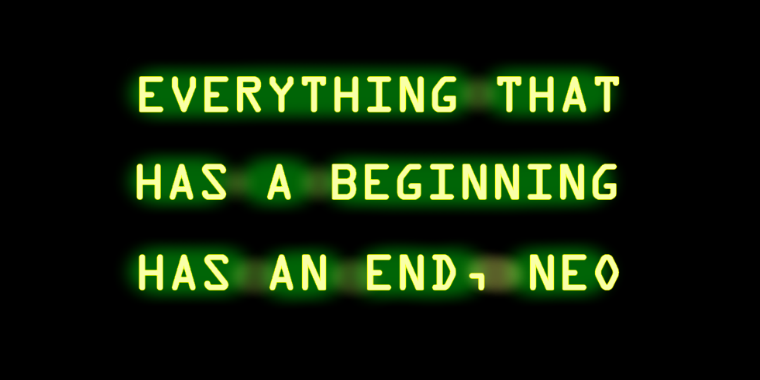 EVERYTHING THAT
HAS A BEGINNING
HAS AN END, NEO